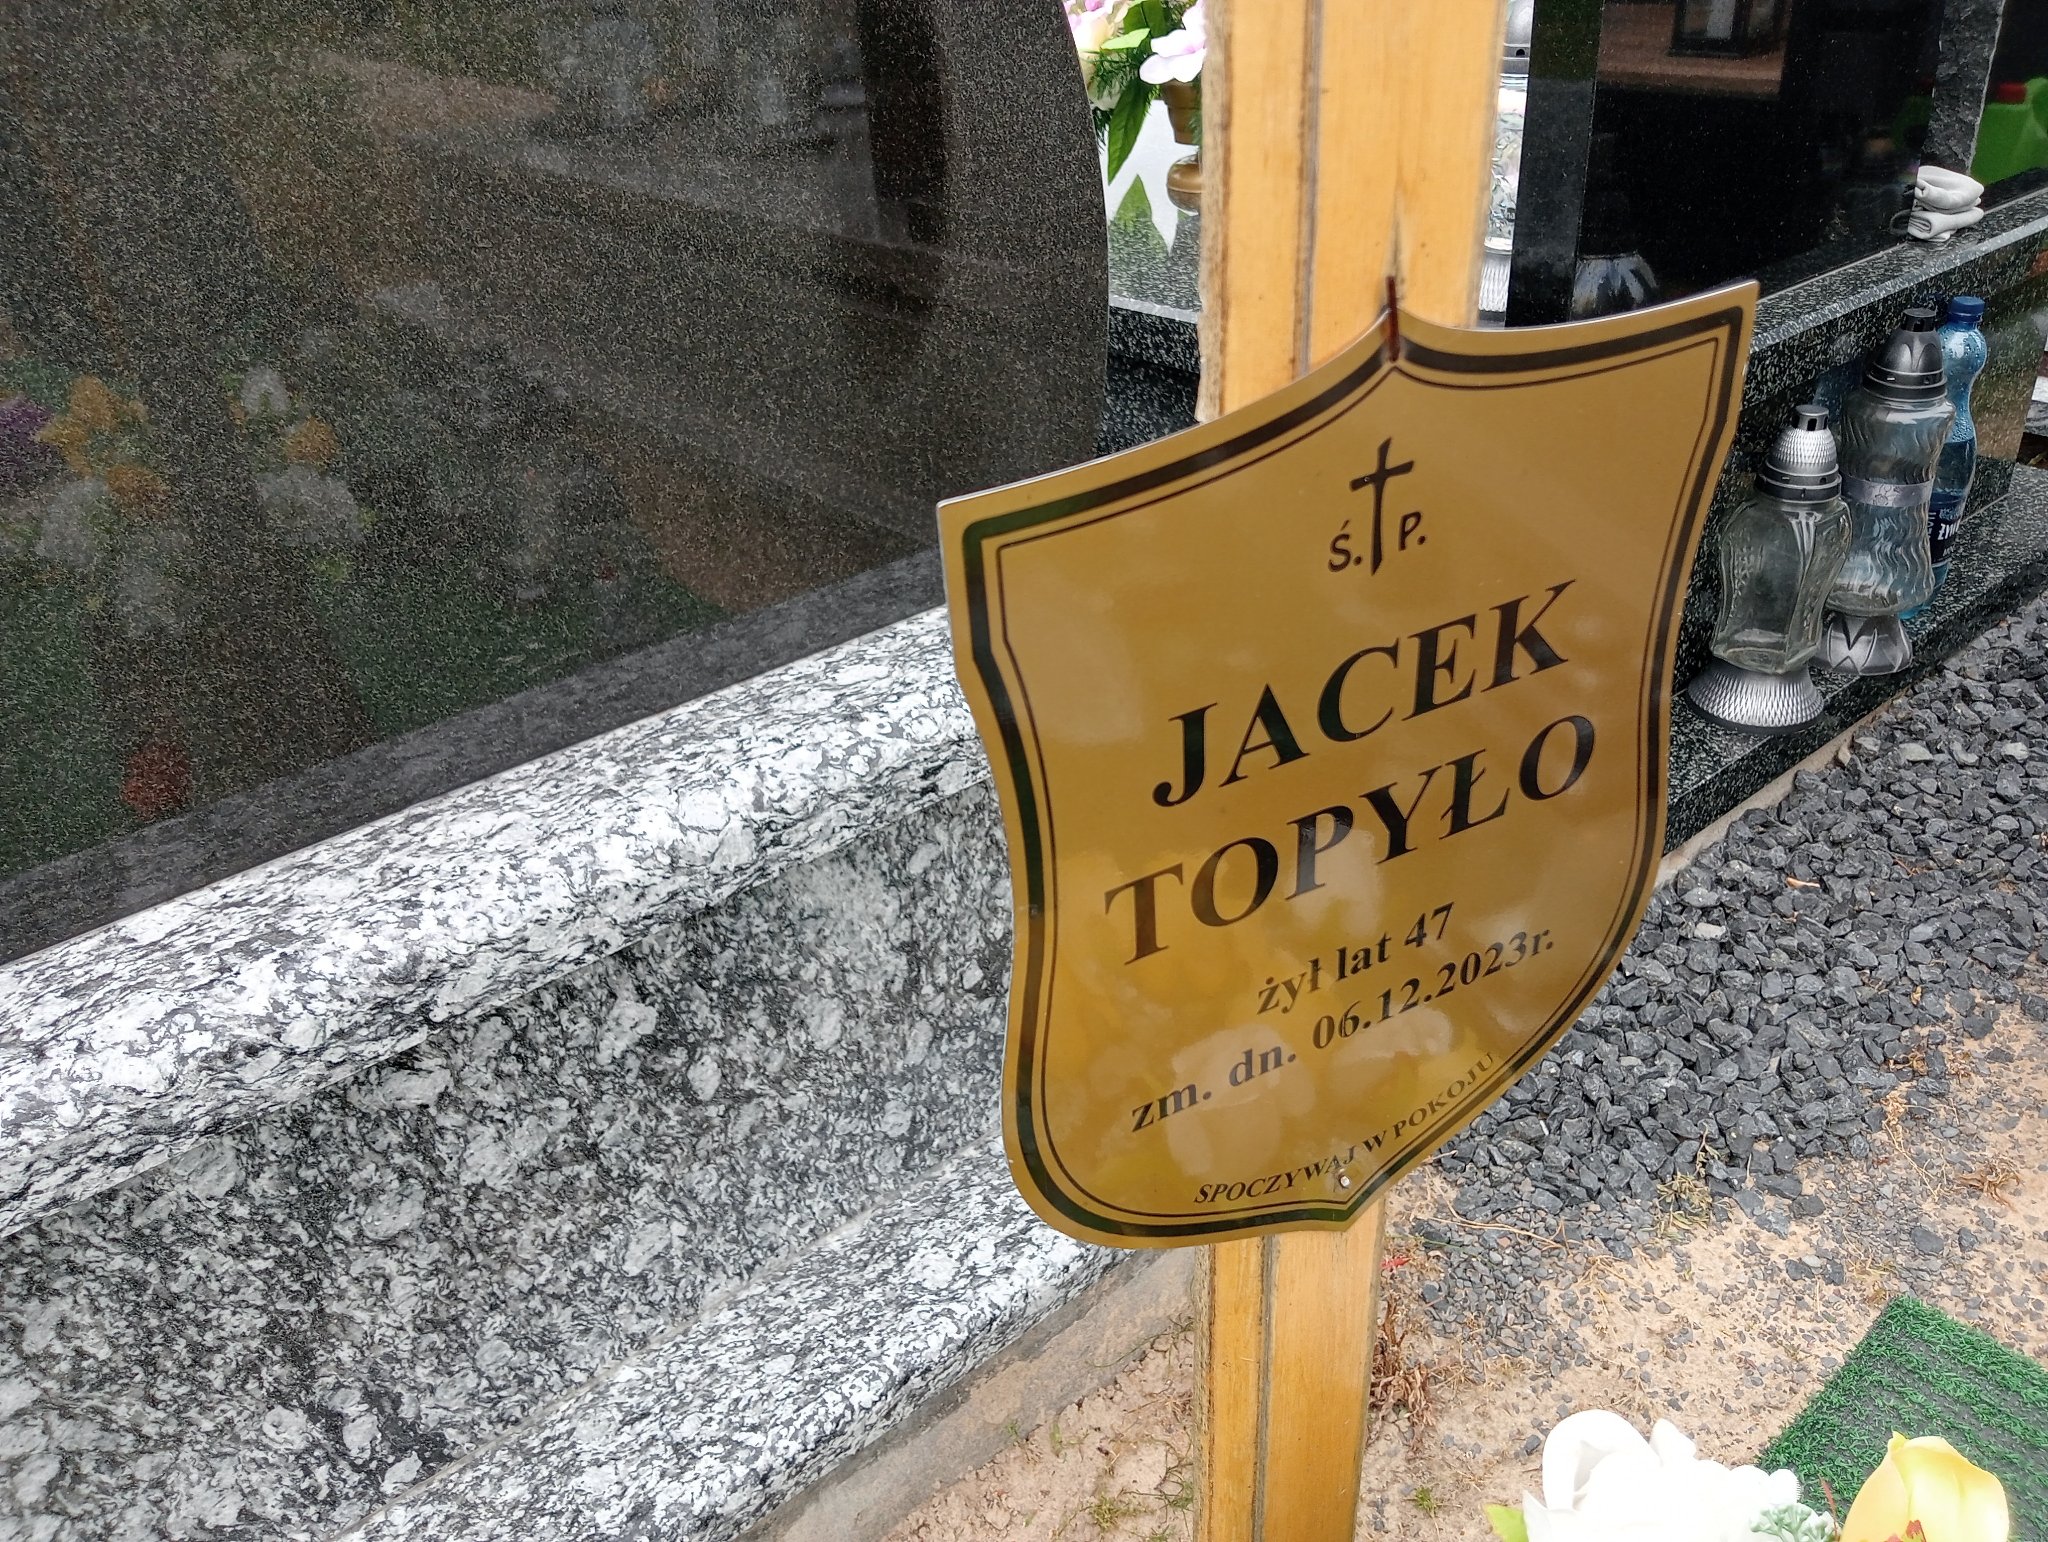 Ś. P.
JACEK
TOPYŁO
żył lat 47
zm. dn. 06.12.2023r.
SPOCZYWAJ W POKOJU